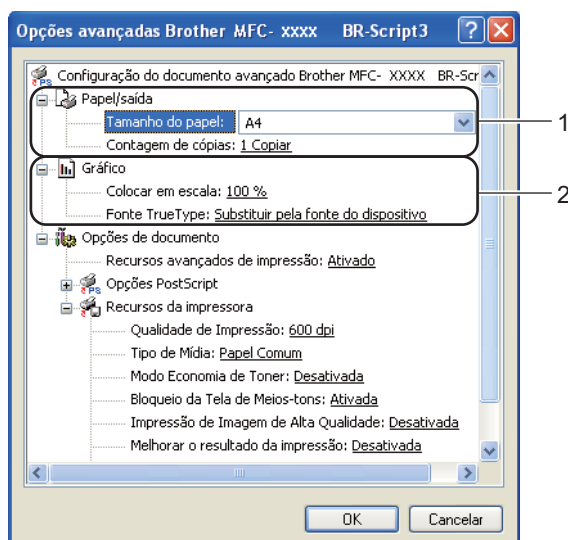 Opções avançadas Brother MFC- xxxx BR-Script3
Configuração do documento avançado Brother MFC- XXXX BR-Scr
Papel/saída
Tamanho do papel: A4
1
Contagem de cópias: 1 Copiar
Gráfico
Colocar em escala: 100 %
2
Fonte TrueType: Substituir pela fonte do dispositivo
Opções de documento
Recursos avançados de impressão: Ativado
Opções PostScript
Recursos da impressora
Qualidade de Impressão: 600 dpi
Tipo de Mídia: Papel Comum
Modo Economia de Toner: Desativada
Bloqueio da Tela de Meios-tons: Ativada
Impressão de Imagem de Alta Qualidade: Desativada
Melhorar o resultado da impressão: Desativada
OK Cancelar